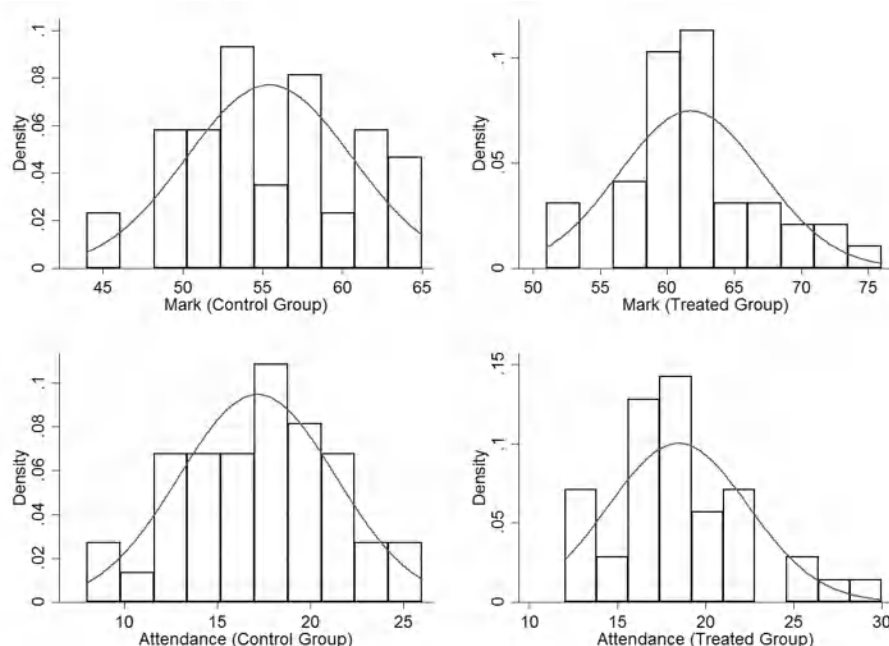 Density
0 .02 .04 .06 .08 .1
45 50 55 60 65
Mark (Control Group)
Density
0 .05 .1
50 55 60 65 70 75
Mark (Treated Group)
Density
0 .02 .04 .06 .08 .1
10 15 20 25
Attendance (Control Group)
Density
0 .05 .1 .15
10 15 20 25 30
Attendance (Treated Group)